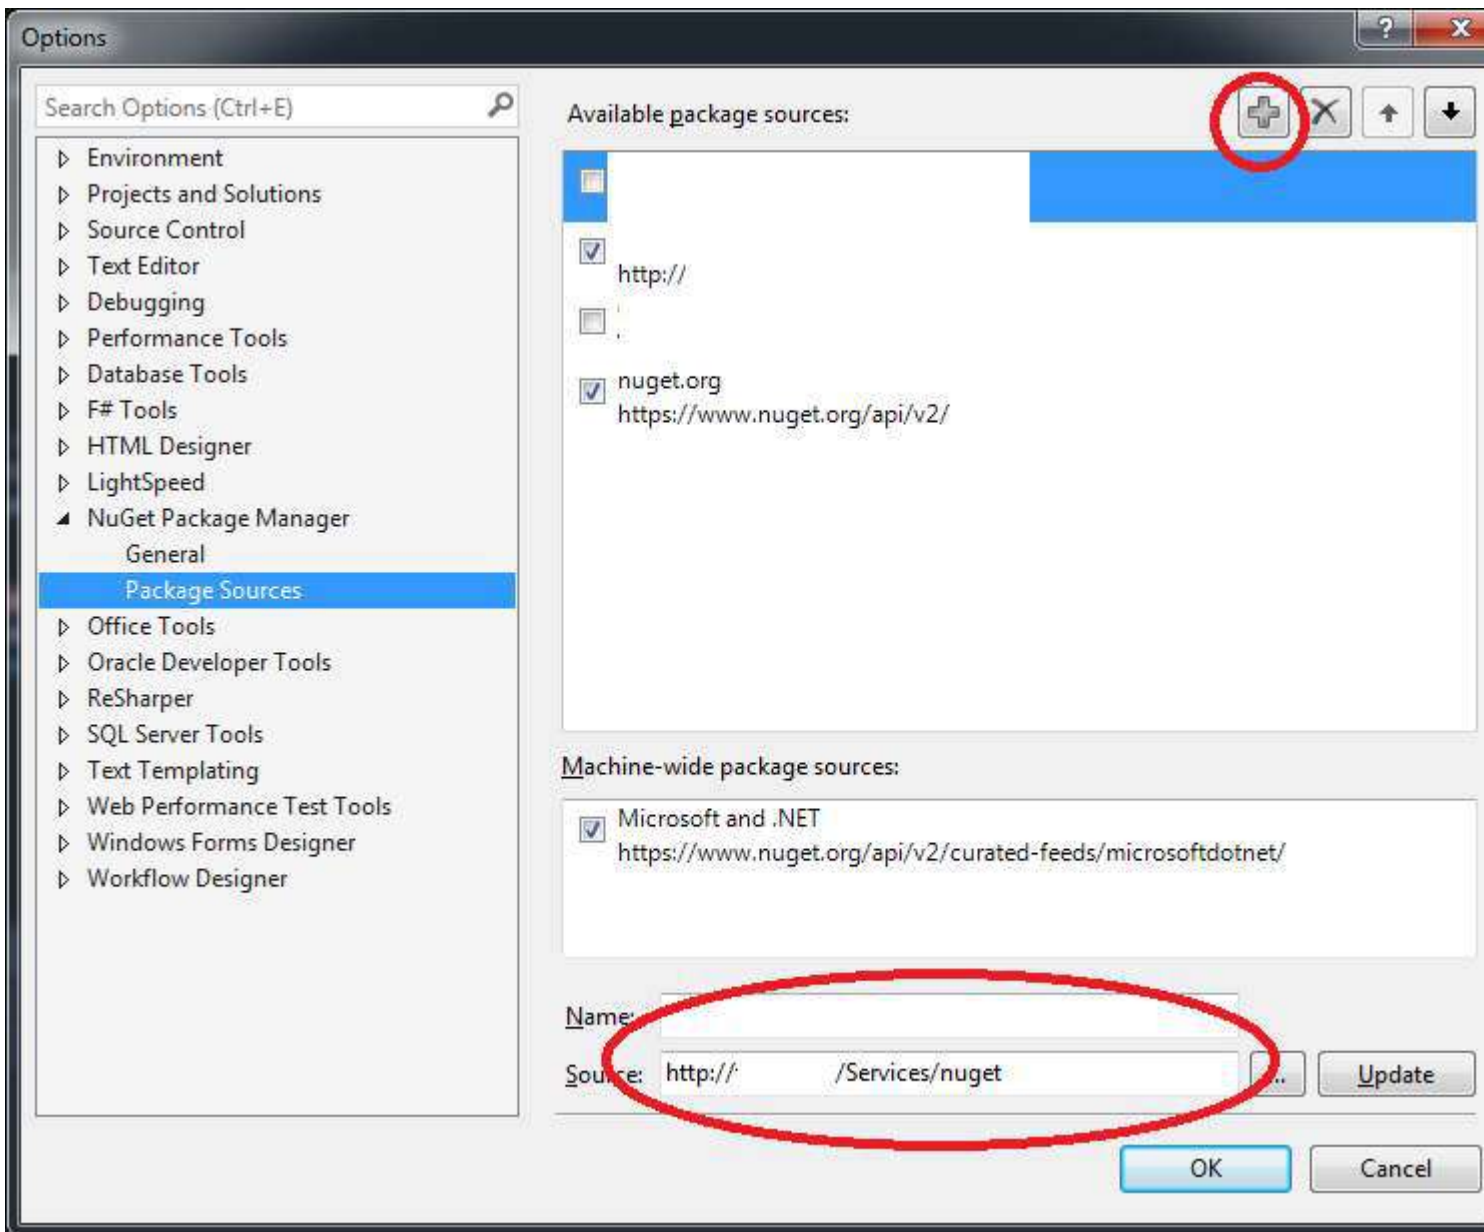 Options
Search Options (Ctrl+E)
Environment
Projects and Solutions
Source Control
Text Editor
Debugging
Performance Tools
Database Tools
F# Tools
HTML Designer
LightSpeed
NuGet Package Manager
General
Package Sources
Office Tools
Oracle Developer Tools
ReSharper
SQL Server Tools
Text Templating
Web Performance Test Tools
Windows Forms Designer
Workflow Designer
Available package sources:
http://
nuget.org
https://www.nuget.org/api/v2/
Machine-wide package sources:
Microsoft and .NET
https://www.nuget.org/api/v2/curated-feeds/microsoftdotnet/
Name:
Source: http:// /Services/nuget ... Update
OK Cancel